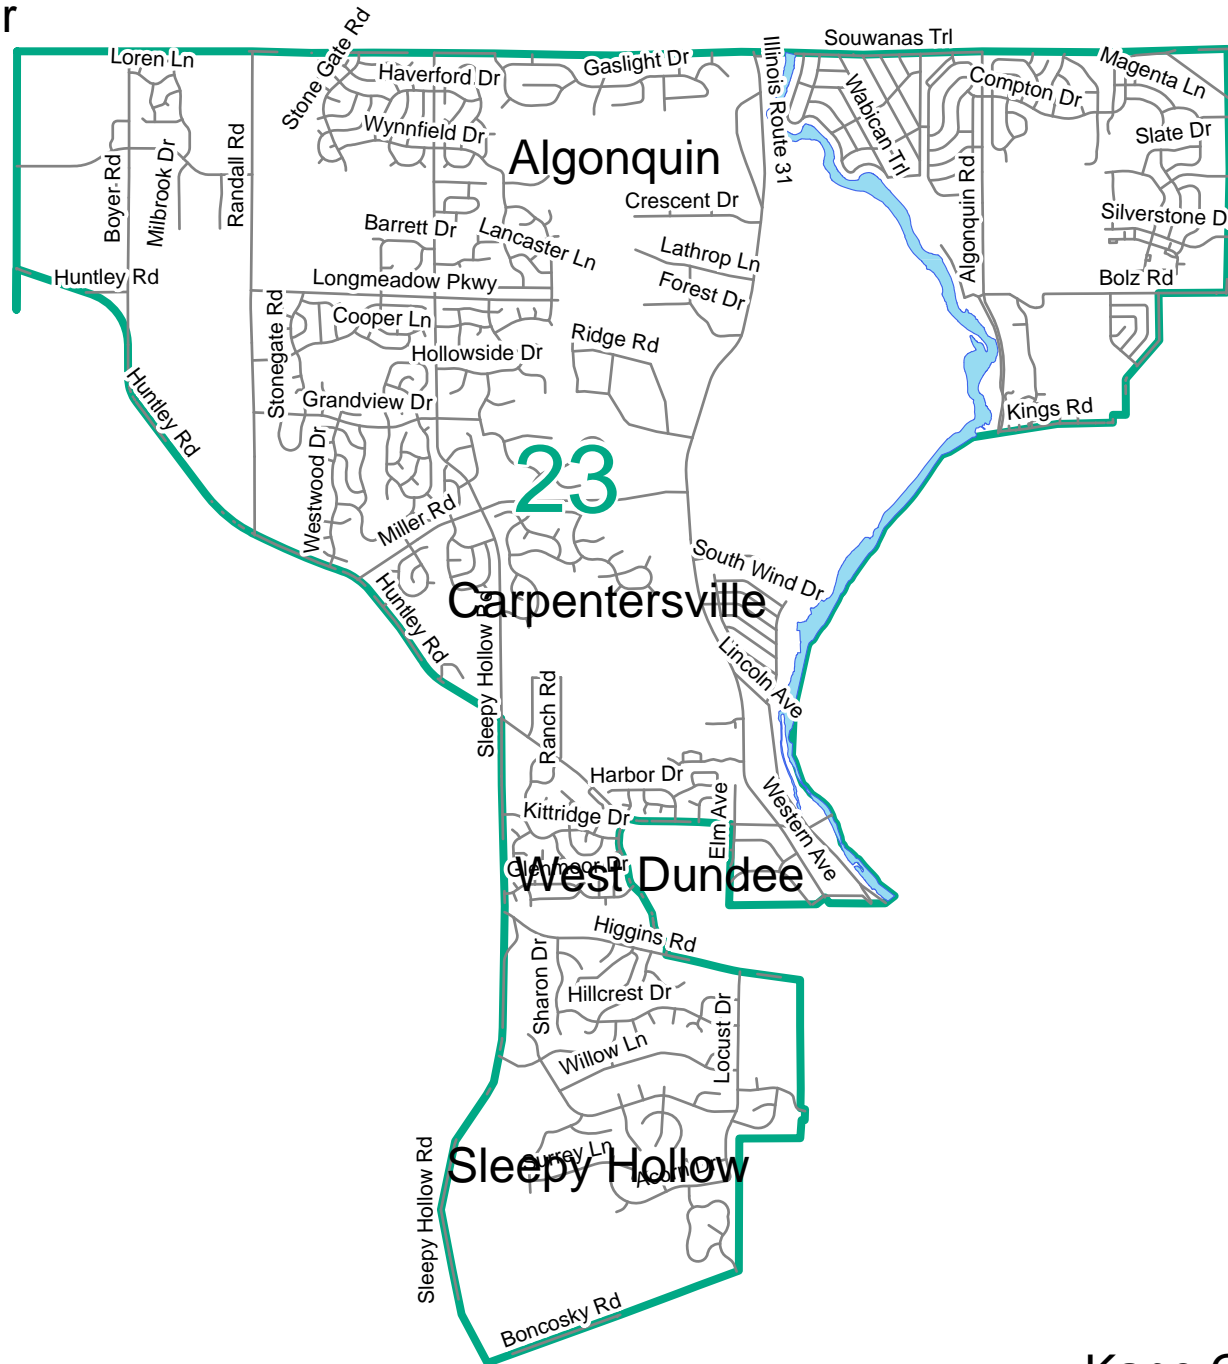 r
Loren Ln
Stone Gate Rd
Haverford Dr
Gaslight Dr
Illinois Route 31
Souwanas Trl
Compton Dr
Magenta Ln
Wynnfield Dr
Algonquin
Wabican Trl
Slate Dr
Boyer Rd
Milbrook Dr
Randall Rd
Crescent Dr
Algonquin Rd
Silverstone D
Barrett Dr
Lancaster Ln
Lathrop Ln
Huntley Rd
Longmeadow Pkwy
Forest Dr
Bolz Rd
Stonegate Rd
Cooper Ln
Ridge Rd
Hollowside Dr
Huntley Rd
Grandview Dr
Kings Rd
Westwood Dr
23
Miller Rd
South Wind Dr
Huntley Rd
Carpentersville
Sleepy Hollow Rd
Lincoln Ave
Ranch Rd
Harbor Dr
Elm Ave
Western Ave
Kittridge Dr
Glenmoor Dr
West Dundee
Higgins Rd
Sharon Dr
Hillcrest Dr
Locust Dr
Willow Ln
Sleepy Hollow Rd
Surrey Ln
Sleepy Hollow
Acorn Dr
Boncosky Rd